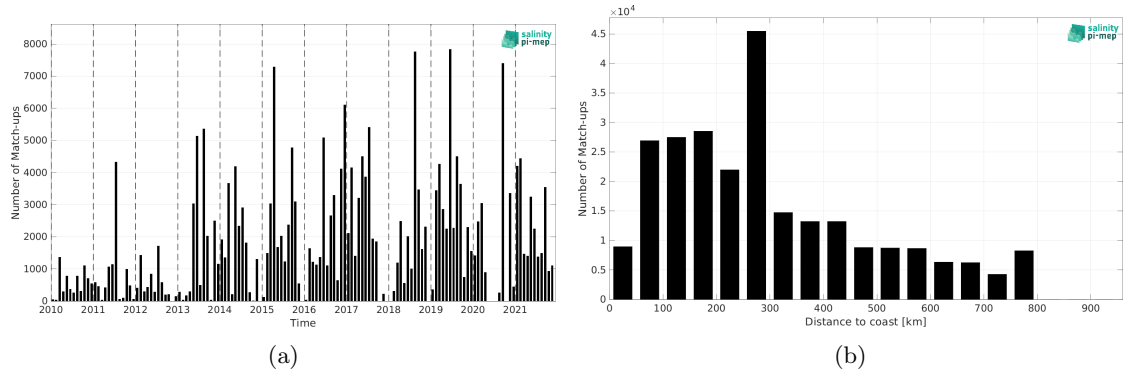 8000
7000
6000
5000
4000
3000
2000
1000
0
Number of Match-ups
2010 2011 2012 2013 2014 2015 2016 2017 2018 2019 2020 2021
Time
salinity
pi-mep
(a)
×10⁴
4.5
4
3.5
3
2.5
2
1.5
1
0.5
0
Number of Match-ups
0 100 200 300 400 500 600 700 800 900
Distance to coast [km]
salinity
pi-mep
(b)